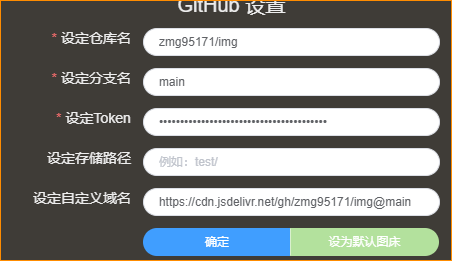 GitHub 设置
* 设定仓库名 zmg95171/img
* 设定分支名 main
* 设定Token ••••••••••••••••••••••••••••••••••••••••
设定存储路径 例如：test/
设定自定义域名 https://cdn.jsdelivr.net/gh/zmg95171/img@main
确定 设为默认图床